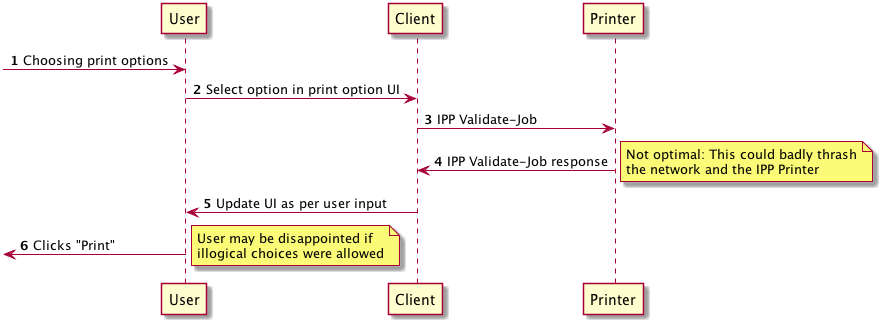 User
Client
Printer
1 Choosing print options
2 Select option in print option UI
3 IPP Validate-Job
4 IPP Validate-Job response
Not optimal: This could badly thrash
the network and the IPP Printer
5 Update UI as per user input
6 Clicks "Print"
User may be disappointed if
illogical choices were allowed
User
Client
Printer